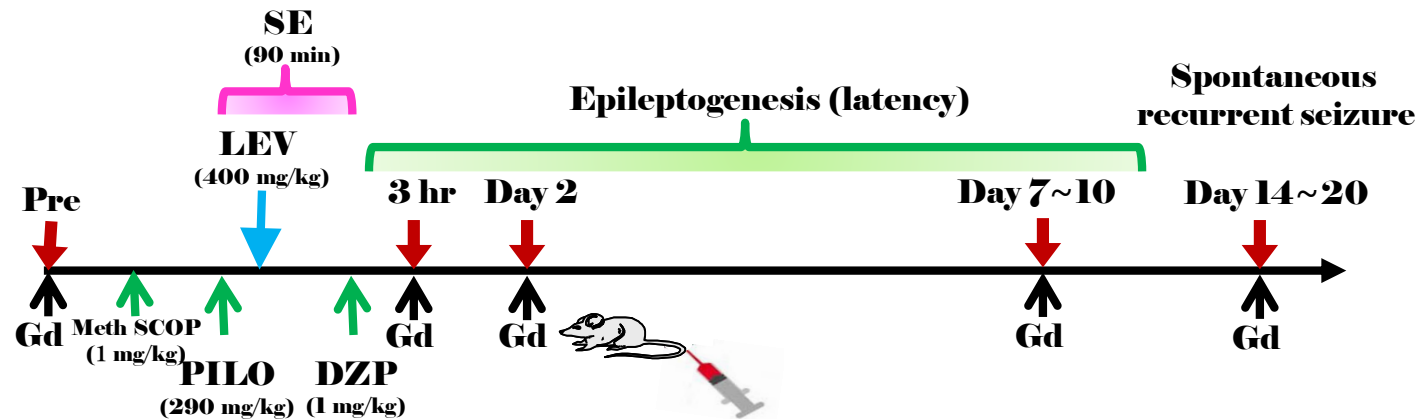 SE
(90 min)
Epileptogenesis (latency)
Spontaneous
recurrent seizure
LEV
(400 mg/kg)
Pre
3 hr
Day 2
Day 7~10
Day 14~20
Gd
Meth SCOP
(1 mg/kg)
PILO
(290 mg/kg)
DZP
(1 mg/kg)
Gd
Gd
Gd
Gd